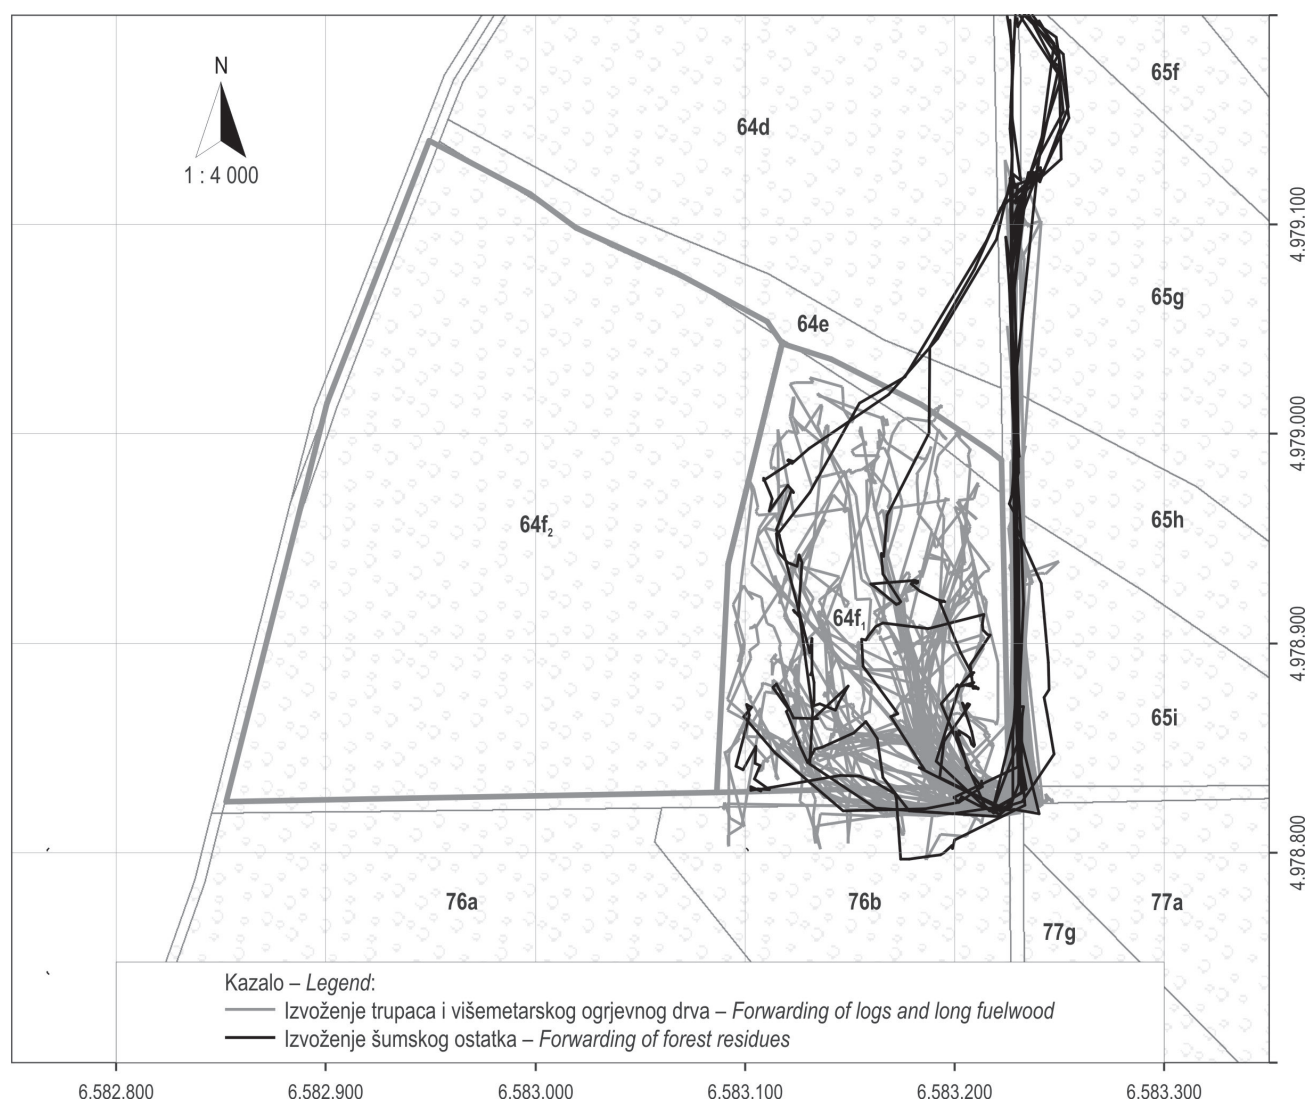 65f
N
64d
1 : 4 000
4.979.100
65g
64e
4.979.000
65h
64f₂
64f₁
4.978.900
65i
4.978.800
76a
76b
77a
77g
Kazalo – Legend:
Izvoženje trupaca i višemetarskog ogrjevnog drva – Forwarding of logs and long fuelwood
Izvoženje šumskog ostatka – Forwarding of forest residues
6.582.800 6.582.900 6.583.000 6.583.100 6.583.200 6.583.300